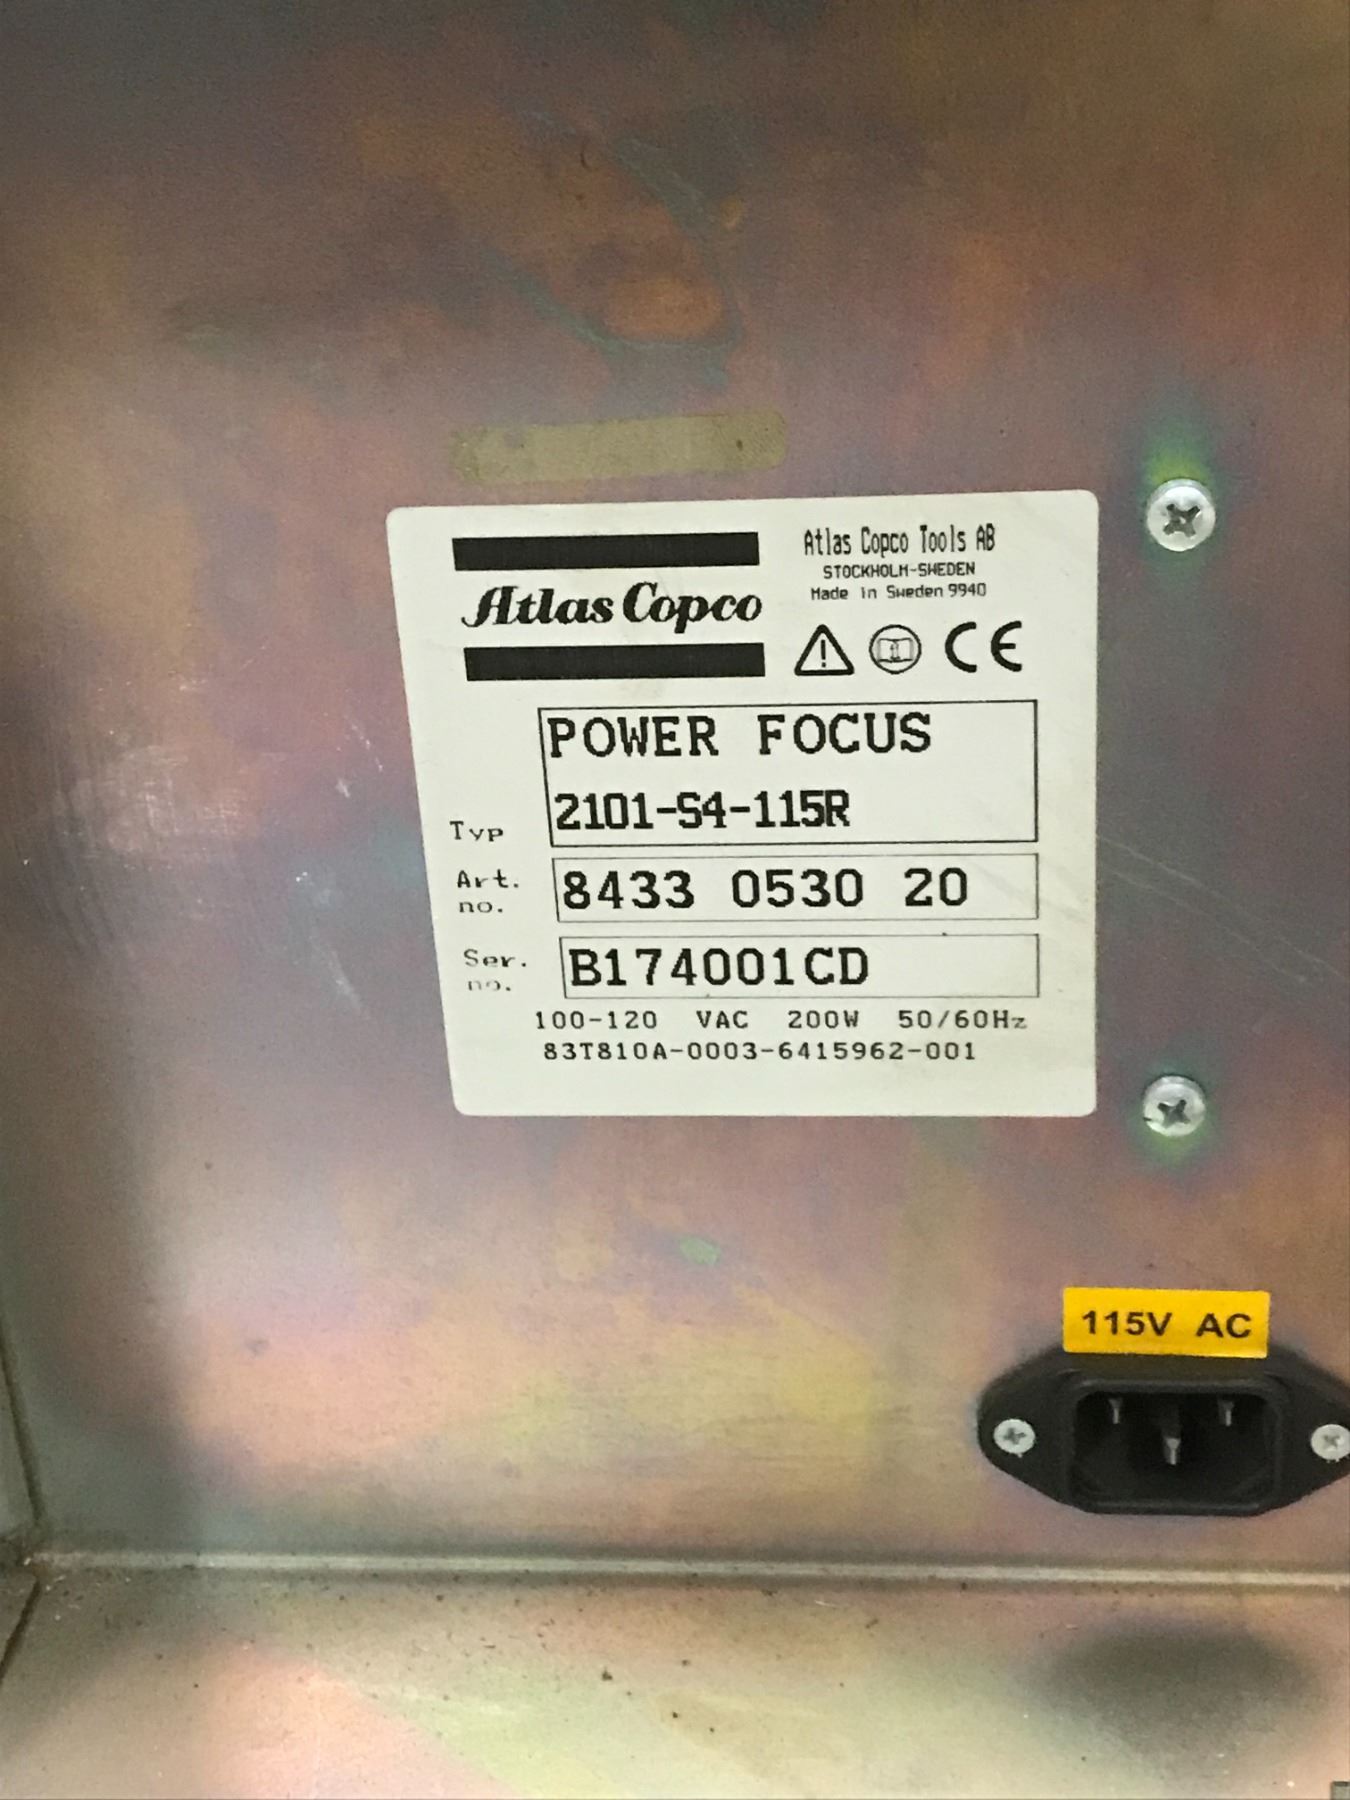 Atlas Copco
Atlas Copco Tools AB
STOCKHOLM-SWEDEN
Made in Sweden 9940
CE
POWER FOCUS
Typ 2101-S4-115R
Art. no. 8433 0530 20
Ser. no. B174001CD
100-120 VAC 200W 50/60Hz
83T810A-0003-6415962-001
115V AC